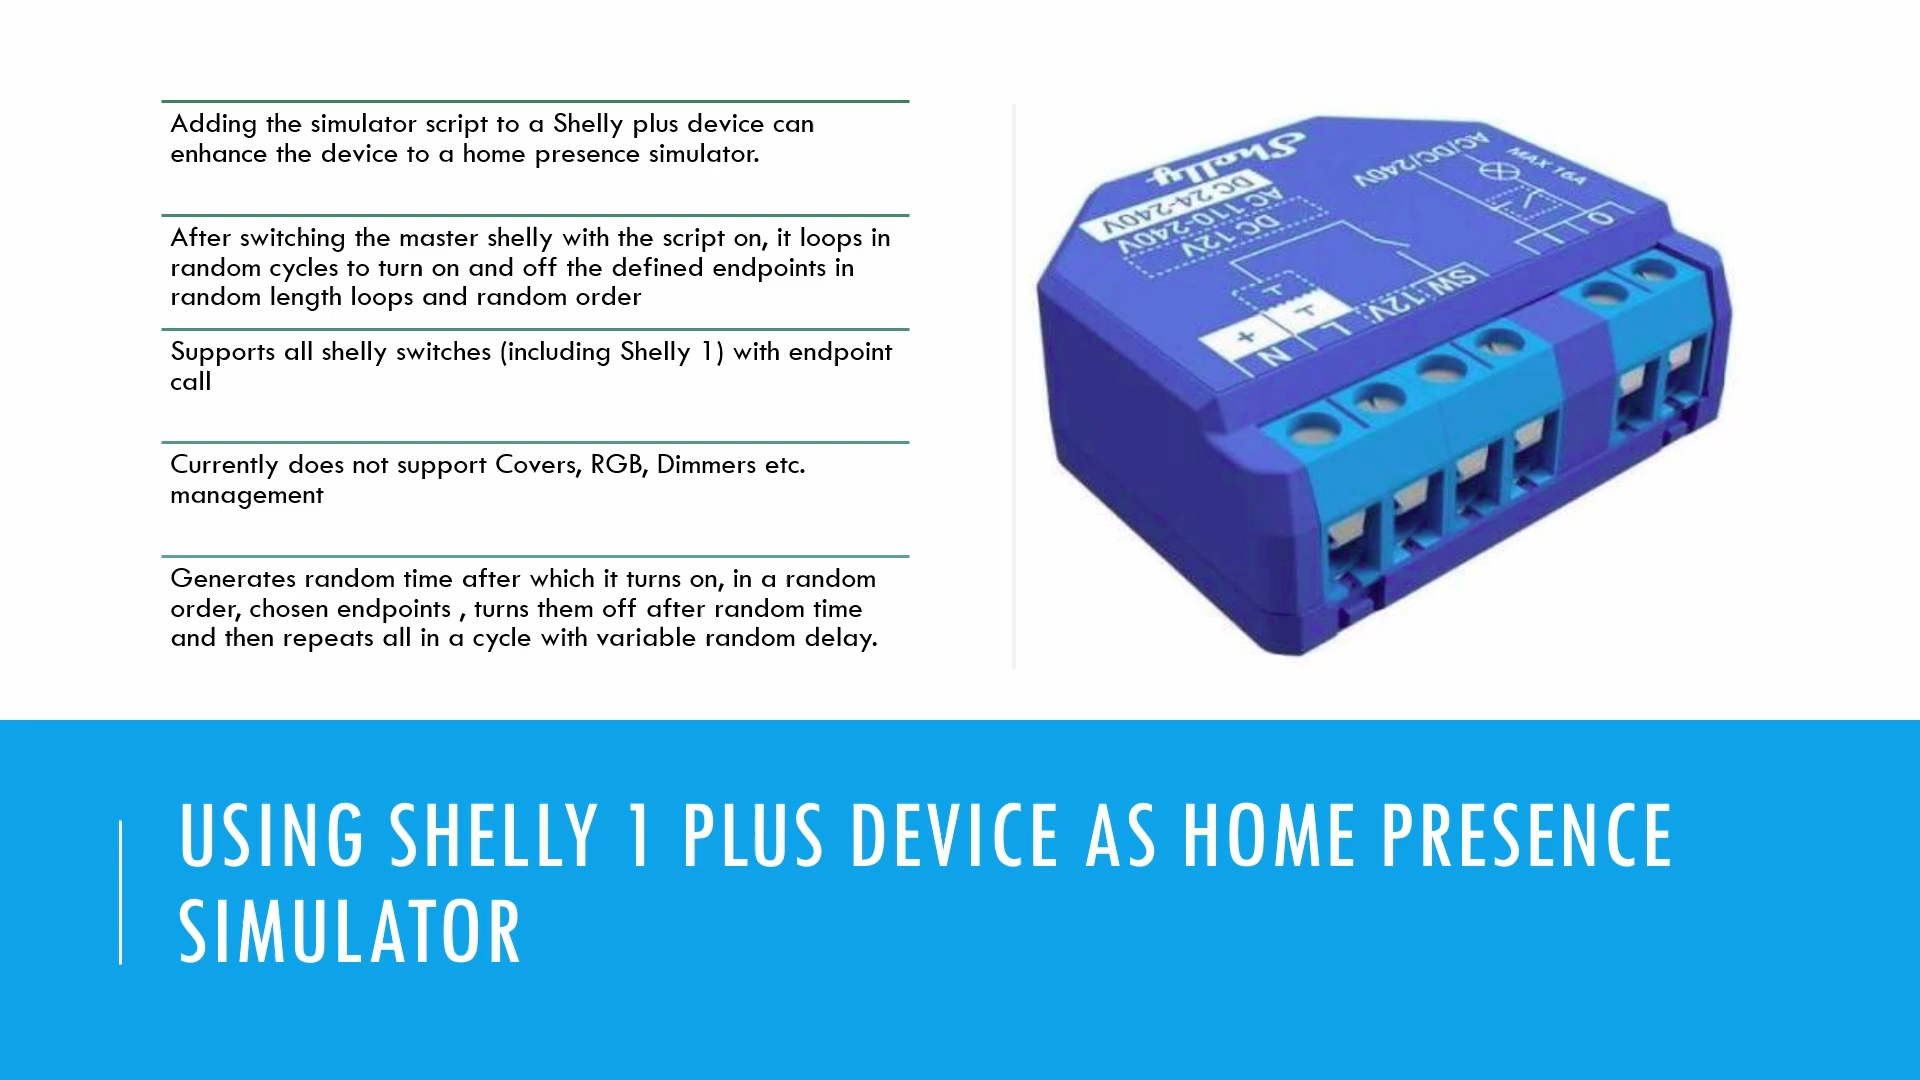 Adding the simulator script to a Shelly plus device can
enhance the device to a home presence simulator.
After switching the master shelly with the script on, it loops in
random cycles to turn on and off the defined endpoints in
random length loops and random order
Supports all shelly switches (including Shelly 1) with endpoint
call
Currently does not support Covers, RGB, Dimmers etc.
management
Generates random time after which it turns on, in a random
order, chosen endpoints , turns them off after random time
and then repeats all in a cycle with variable random delay.
Shelly
DC 24-240V
AC 110-240V
DC 12V
AC/DC/240V
MAX 16A
SW 12V L N
+
O I L
USING SHELLY 1 PLUS DEVICE AS HOME PRESENCE
SIMULATOR